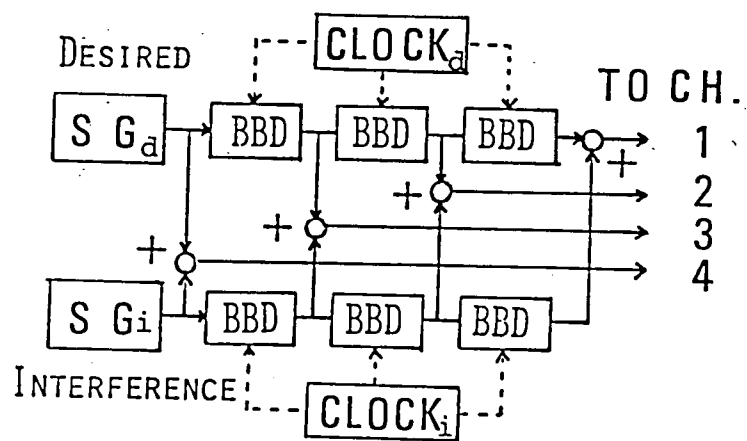 DESIRED
CLOCKd
TO CH.
S Gd
BBD
BBD
BBD
1
+
+
2
+
3
+
4
S Gi
BBD
BBD
BBD
INTERFERENCE
CLOCKi